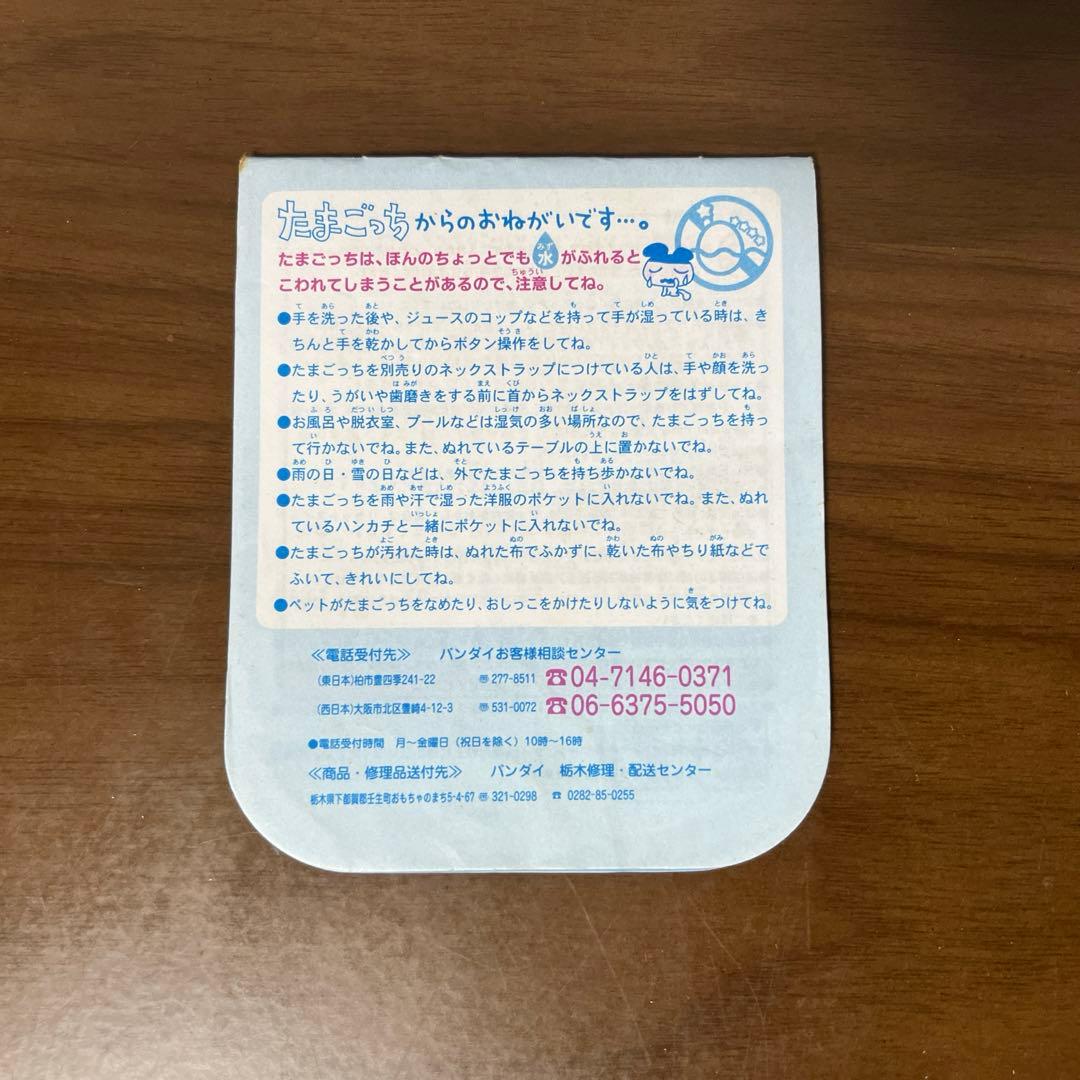 たまごっちからのおねがいです…。
たまごっちは、ほんのちょっとでも水がふれると
こわれてしまうことがあるので、注意してね。
●手を洗った後や、ジュースのコップなどを持って手が湿っている時は、き
ちんと手を乾かしてからボタン操作をしてね。
●たまごっちを別売りのネックストラップにつけている人は、手や顔を洗っ
たり、うがいや歯磨きをする前に首からネックストラップをはずしてね。
●お風呂や脱衣室、プールなどは湿気の多い場所なので、たまごっちを持っ
て行かないでね。また、ぬれているテーブルの上に置かないでね。
●雨の日・雪の日などは、外でたまごっちを持ち歩かないでね。
●たまごっちを雨や汗で湿った洋服のポケットに入れないでね。また、ぬれ
ているハンカチと一緒にポケットに入れないでね。
●たまごっちが汚れた時は、ぬれた布でふかずに、乾いた布やちり紙などで
ふいて、きれいにしてね。
●ペットがたまごっちをなめたり、おしっこをかけたりしないように気をつけてね。
≪電話受付先≫ バンダイお客様相談センター
(東日本)柏市豊四季241-22 〠277-8511 ☎04-7146-0371
(西日本)大阪市北区豊崎4-12-3 〠531-0072 ☎06-6375-5050
●電話受付時間 月～金曜日（祝日を除く）10時～16時
≪商品・修理品送付先≫ バンダイ 栃木修理・配送センター
栃木県下都賀郡壬生町おもちゃのまち5-4-67 〠321-0298 ☎ 0282-85-0255